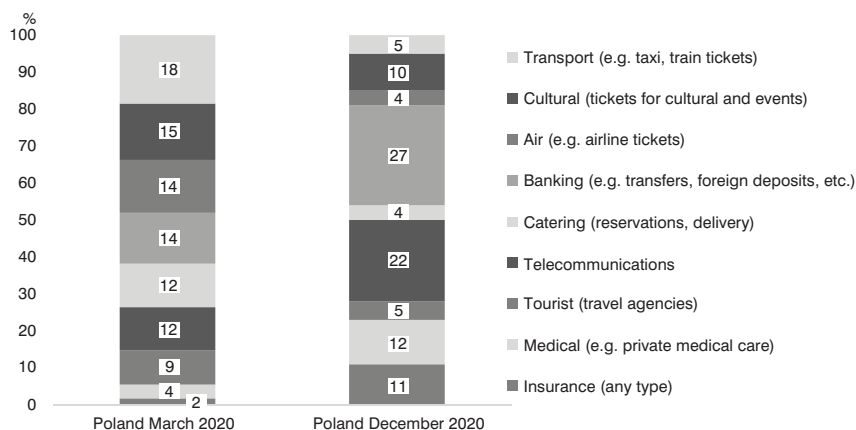 %
100
90
80
70
60
50
40
30
20
10
0
18
15
14
14
12
12
9
4
2
5
10
4
27
4
22
5
12
11
Poland March 2020
Poland December 2020
Transport (e.g. taxi, train tickets)
Cultural (tickets for cultural and events)
Air (e.g. airline tickets)
Banking (e.g. transfers, foreign deposits, etc.)
Catering (reservations, delivery)
Telecommunications
Tourist (travel agencies)
Medical (e.g. private medical care)
Insurance (any type)